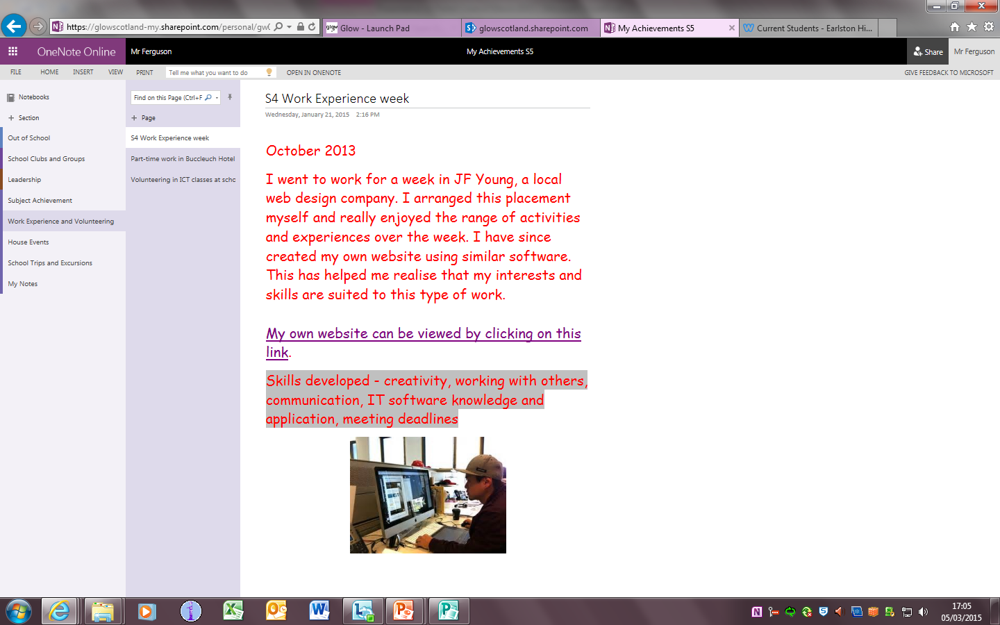 https://glowscotland-my.sharepoint.com/personal/gw
Glow - Launch Pad
glowscotland.sharepoint.com
My Achievements S5
Current Students - Earlston Hi...
OneNote Online
Mr Ferguson
My Achievements S5
Share
Mr Ferguson
FILE
HOME
INSERT
VIEW
PRINT
Tell me what you want to do
OPEN IN ONENOTE
GIVE FEEDBACK TO MICROSOFT
Notebooks
Section
Out of School
School Clubs and Groups
Leadership
Subject Achievement
Work Experience and Volunteering
House Events
School Trips and Excursions
My Notes
Find on this Page (Ctrl+F
Page
S4 Work Experience week
Part-time work in Buccleuch Hotel
Volunteering in ICT classes at scho
S4 Work Experience week
Wednesday, January 21, 2015 2:16 PM
October 2013
I went to work for a week in JF Young, a local
web design company. I arranged this placement
myself and really enjoyed the range of activities
and experiences over the week. I have since
created my own website using similar software.
This has helped me realise that my interests and
skills are suited to this type of work.
My own website can be viewed by clicking on this
link.
Skills developed - creativity, working with others,
communication, IT software knowledge and
application, meeting deadlines
17:05
05/03/2015